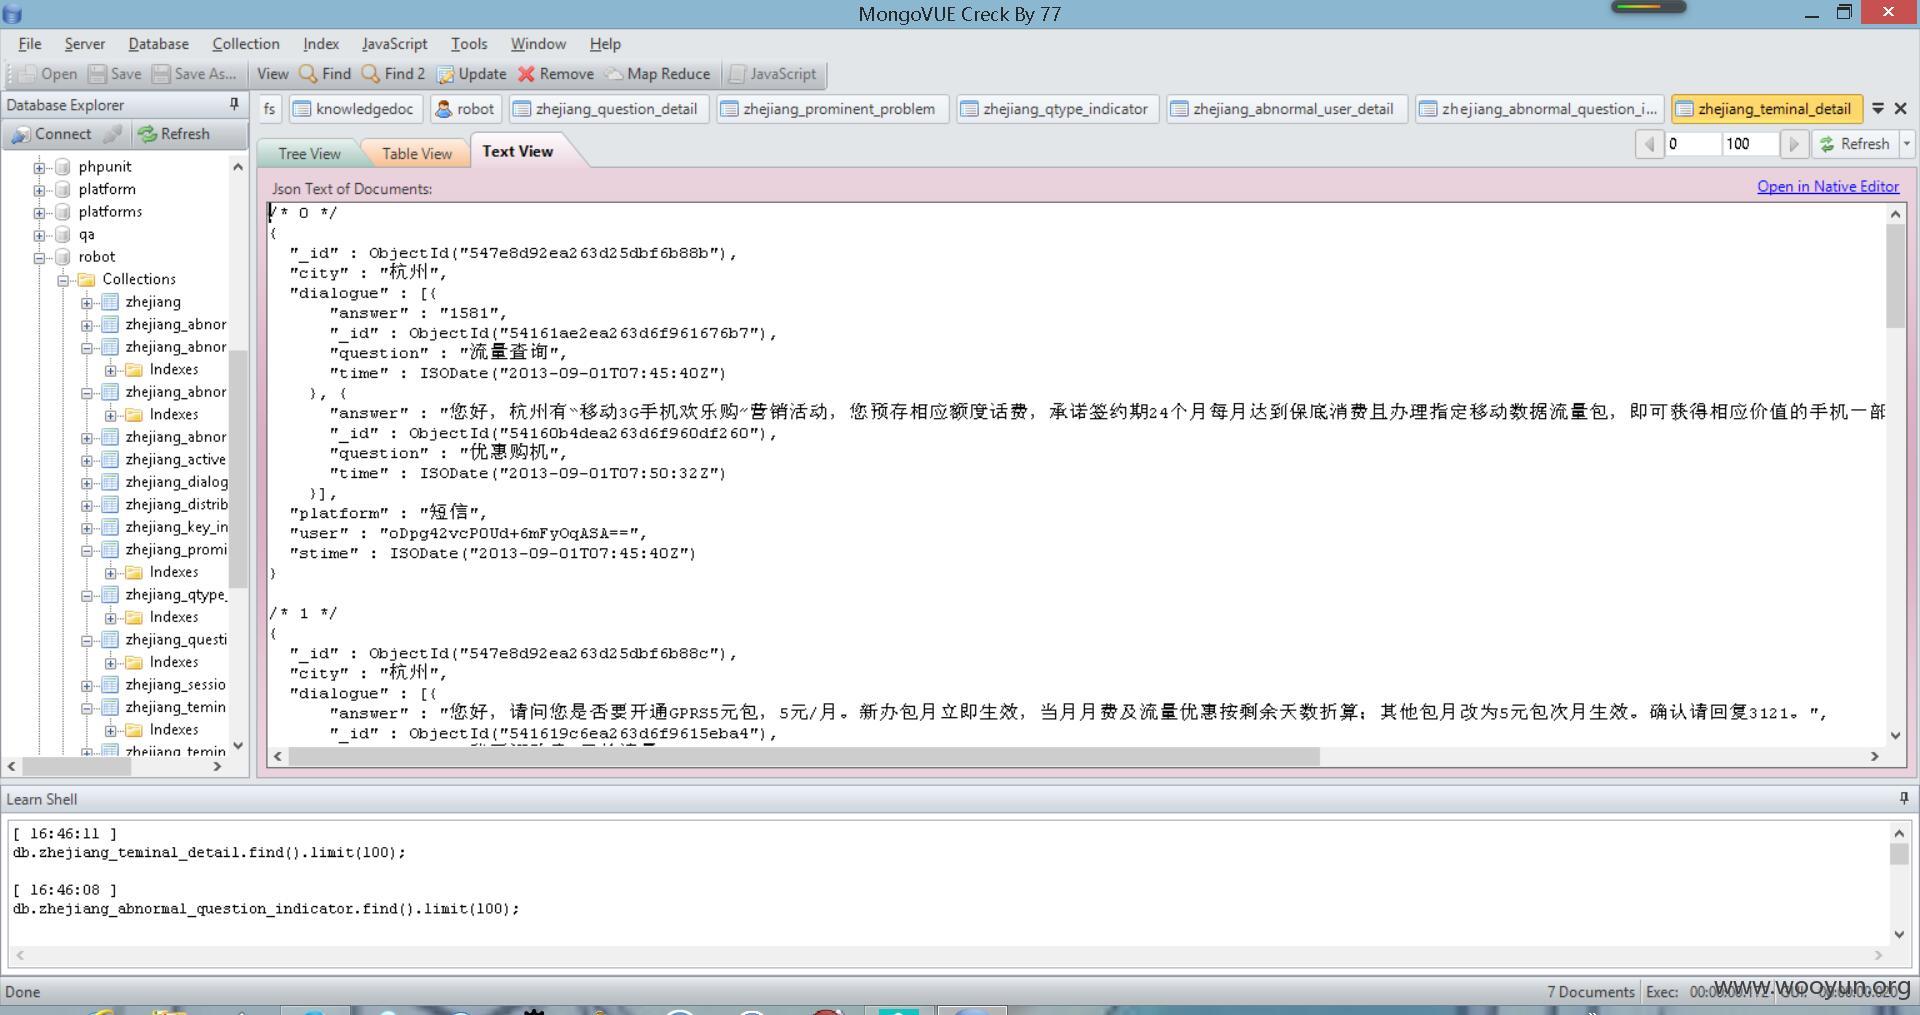 MongoVUE Creck By 77
File Server Database Collection Index JavaScript Tools Window Help
Open Save Save As... View Find Find 2 Update Remove Map Reduce JavaScript
Database Explorer
fs knowledgedoc robot zhejiang_question_detail zhejiang_prominent_problem zhejiang_qtype_indicator zhejiang_abnormal_user_detail zhejiang_abnormal_question_i... zhejiang_teminal_detail
Connect Refresh
Tree View Table View Text View
0 100 Refresh
Json Text of Documents:
Open in Native Editor
phpunit
platform
platforms
qa
robot
Collections
zhejiang
zhejiang_abnor
zhejiang_abnor
Indexes
zhejiang_abnor
Indexes
zhejiang_abnor
zhejiang_active
zhejiang_dialog
zhejiang_distrib
zhejiang_key_in
zhejiang_promi
Indexes
zhejiang_qtype_
Indexes
zhejiang_questi
Indexes
zhejiang_sessio
zhejiang_temin
Indexes
zhejiang_temin
/* 0 */
{
"_id" : ObjectId("547e8d92ea263d25dbf6b88b"),
"city" : "杭州",
"dialogue" : [{
"answer" : "1581",
"_id" : ObjectId("54161ae2ea263d6f961676b7"),
"question" : "流量查询",
"time" : ISODate("2013-09-01T07:45:40Z")
}, {
"answer" : "您好，杭州有“移动3G手机欢乐购”营销活动，您预存相应额度话费，承诺签约期24个月每月达到保底消费且办理指定移动数据流量包，即可获得相应价值的手机一部
"_id" : ObjectId("54160b4dea263d6f960df260"),
"question" : "优惠购机",
"time" : ISODate("2013-09-01T07:50:32Z")
}],
"platform" : "短信",
"user" : "oDpg42vcP0Ud+6mFyOqASA==",
"stime" : ISODate("2013-09-01T07:45:40Z")
}
/* 1 */
{
"_id" : ObjectId("547e8d92ea263d25dbf6b88c"),
"city" : "杭州",
"dialogue" : [{
"answer" : "您好，请问您是否要开通GPRS5元包，5元/月。新办包月立即生效，当月月费及流量优惠按剩余天数折算；其他包月改为5元包次月生效。确认请回复3121。",
"_id" : ObjectId("541619c6ea263d6f9615eba4"),
Learn Shell
[ 16:46:11 ]
db.zhejiang_teminal_detail.find().limit(100);
[ 16:46:08 ]
db.zhejiang_abnormal_question_indicator.find().limit(100);
Done
7 Documents Exec:
www.wooyun.org